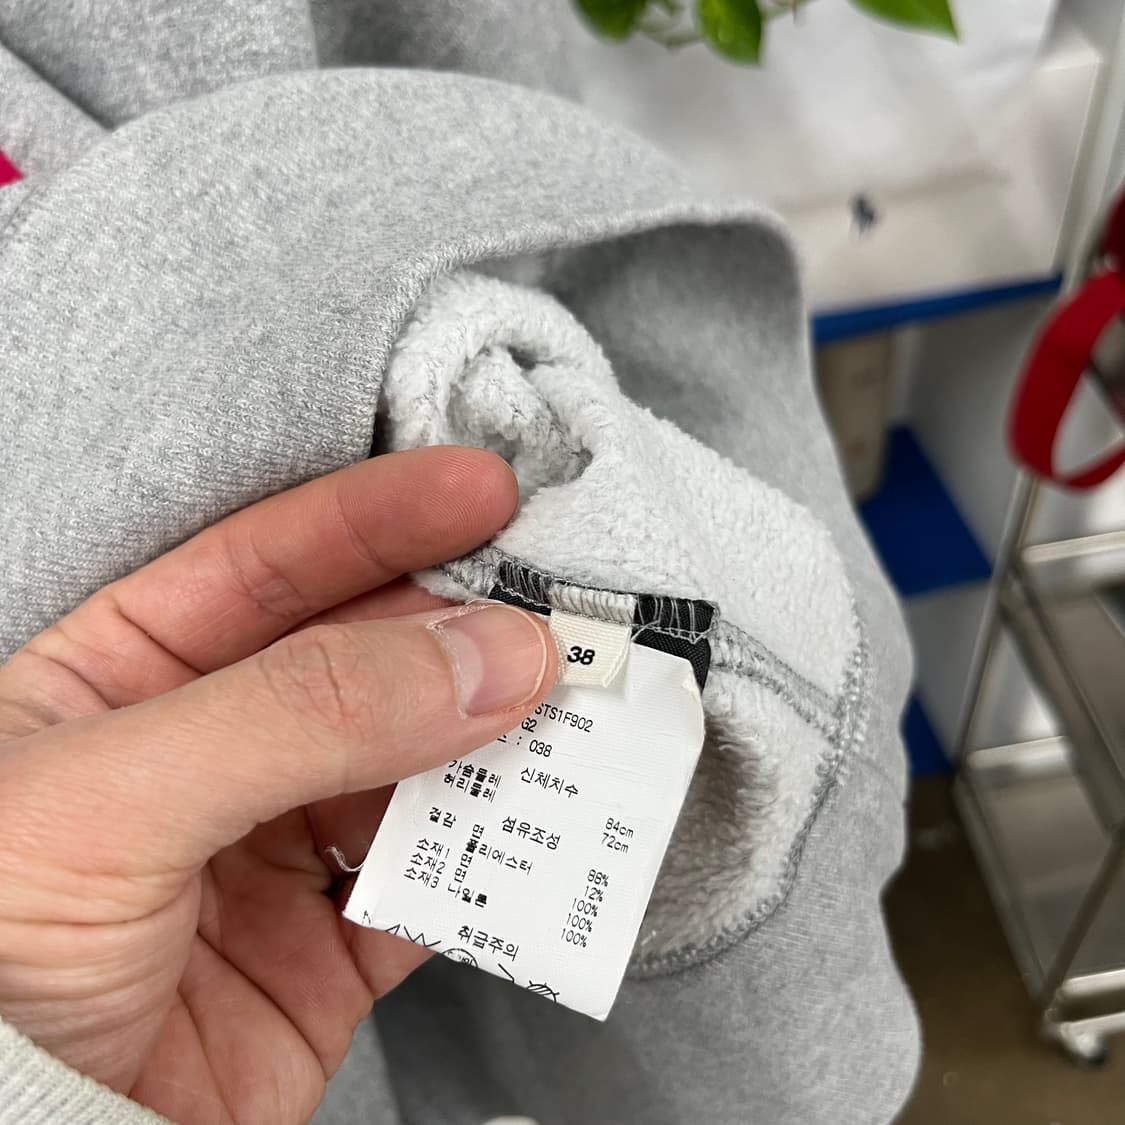 38
STS1F902
G2
: 038
신체치수
가슴둘레 84cm
허리둘레 72cm
섬유조성
겉감 면 88%
폴리에스터 12%
소재1 면 100%
소재2 면 100%
소재3 나일론 100%
취급주의